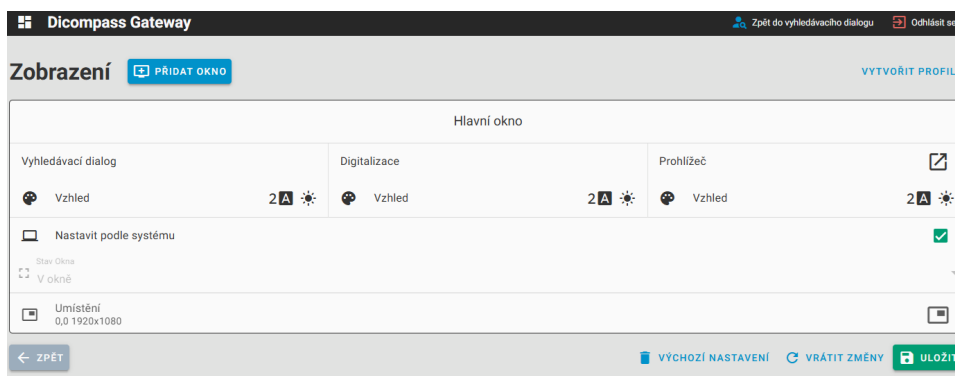 Dicompass Gateway
Zpět do vyhledávacího dialogu
Odhlásit se
Zobrazení
PŘIDAT OKNO
VYTVOŘIT PROFIL
Hlavní okno
Vyhledávací dialog
Digitalizace
Prohlížeč
Vzhled 2 A
Vzhled 2 A
Vzhled 2 A
Nastavit podle systému
Stav Okna
V okně
Umístění
0,0 1920x1080
ZPĚT
VÝCHOZÍ NASTAVENÍ
VRÁTIT ZMĚNY
ULOŽIT